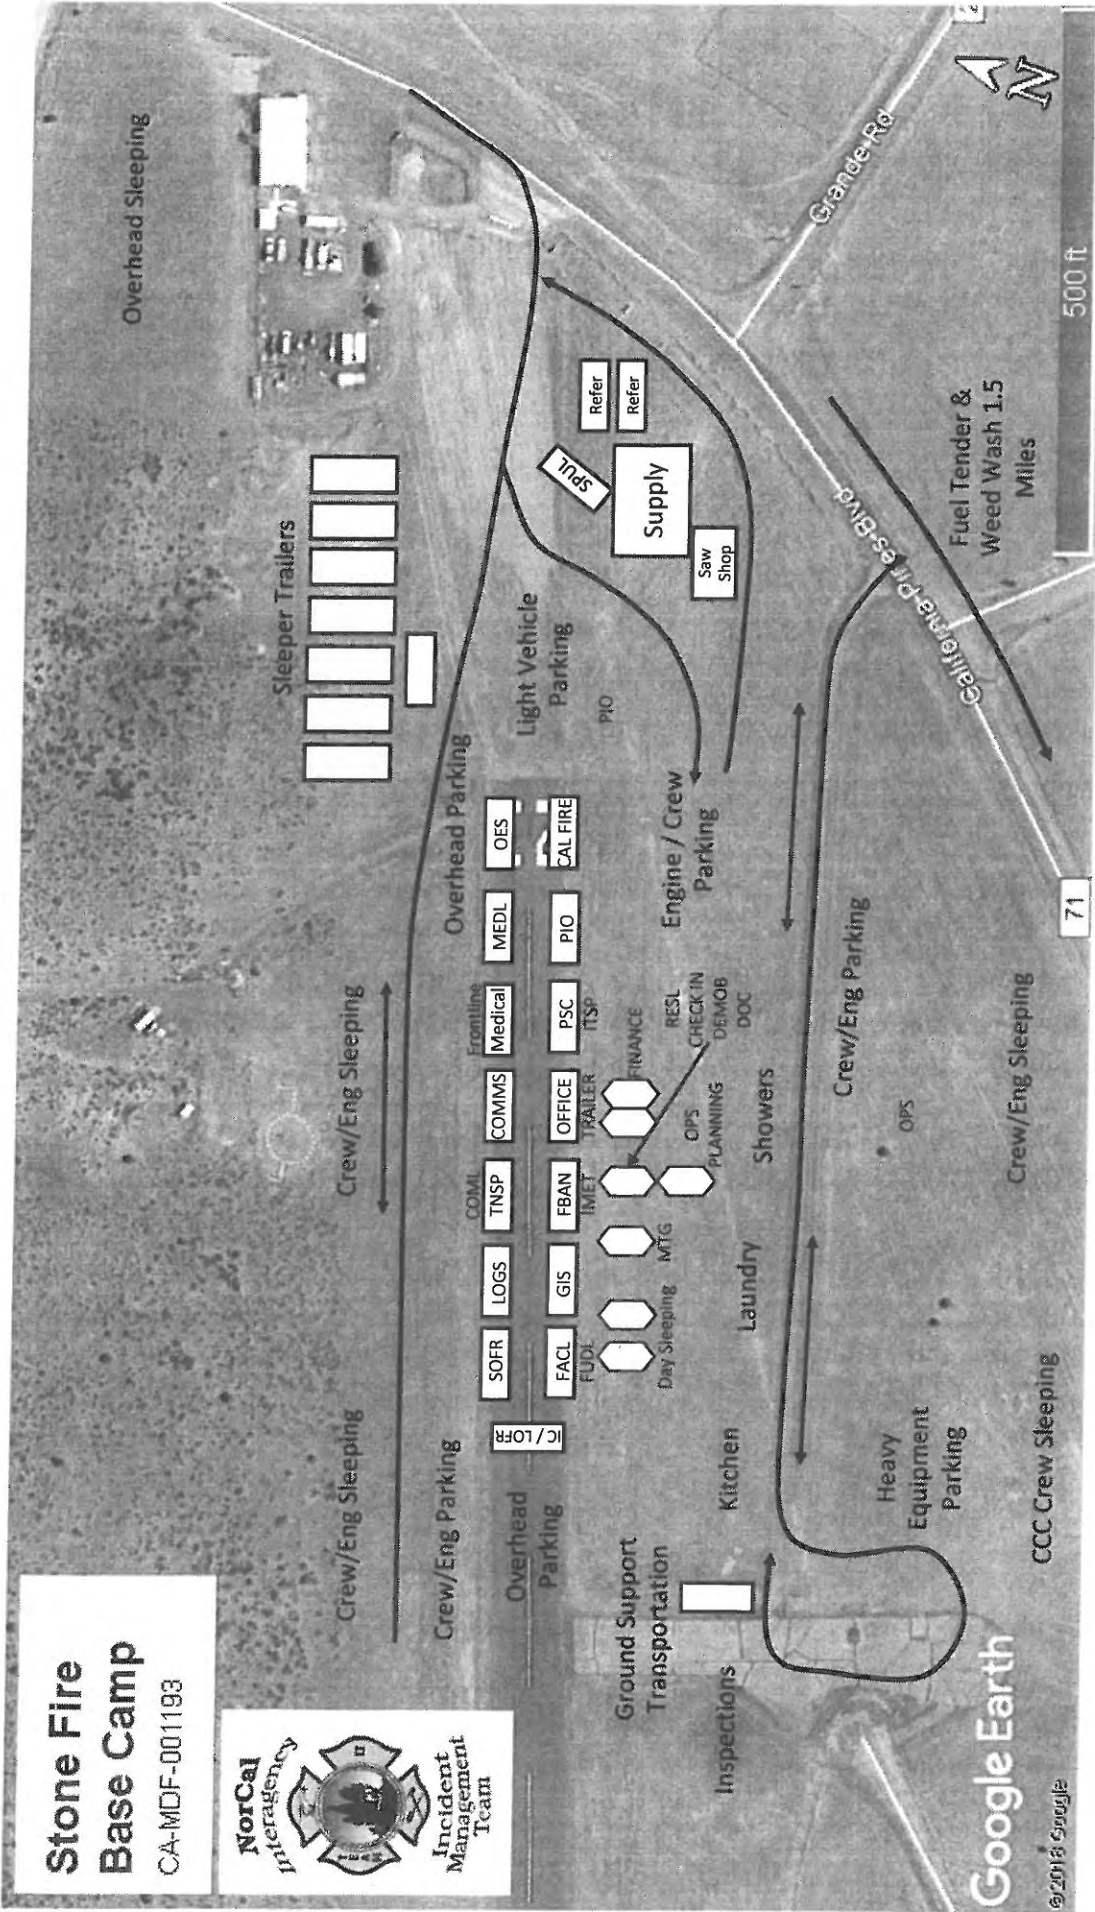 Stone Fire
Base Camp
CA-MDF-001193
NorCal
Interagency
TEAM
II
Incident
Management
Team
Overhead Sleeping
Sleeper Trailers
Crew/Eng Sleeping
Crew/Eng Sleeping
Crew/Eng Parking
Overhead Parking
Light Vehicle
Parking
PIO
Overhead
Parking
IC / LOFR
SOFR
LOGS
COML
TNSP
COMMS
Frontline
Medical
MEDL
OES
FACL
FUDL
GIS
FBAN
IMET
OFFICE
TRAILER
PSC
ITSP
PIO
CAL FIRE
Day Sleeping
MTG
OPS
PLANNING
FINANCE
RESL
CHECK IN
DEMOB
DOC
Engine / Crew
Parking
SPUL
Supply
Saw
Shop
Refer
Refer
Ground Support
Transportation
Inspections
Kitchen
Laundry
Showers
Crew/Eng Parking
OPS
Heavy
Equipment
Parking
CCC Crew Sleeping
Crew/Eng Sleeping
71
California Pines Blvd
Grande Rd
Fuel Tender &
Weed Wash 1.5
Miles
N
500 ft
Google Earth
© 2018 Google